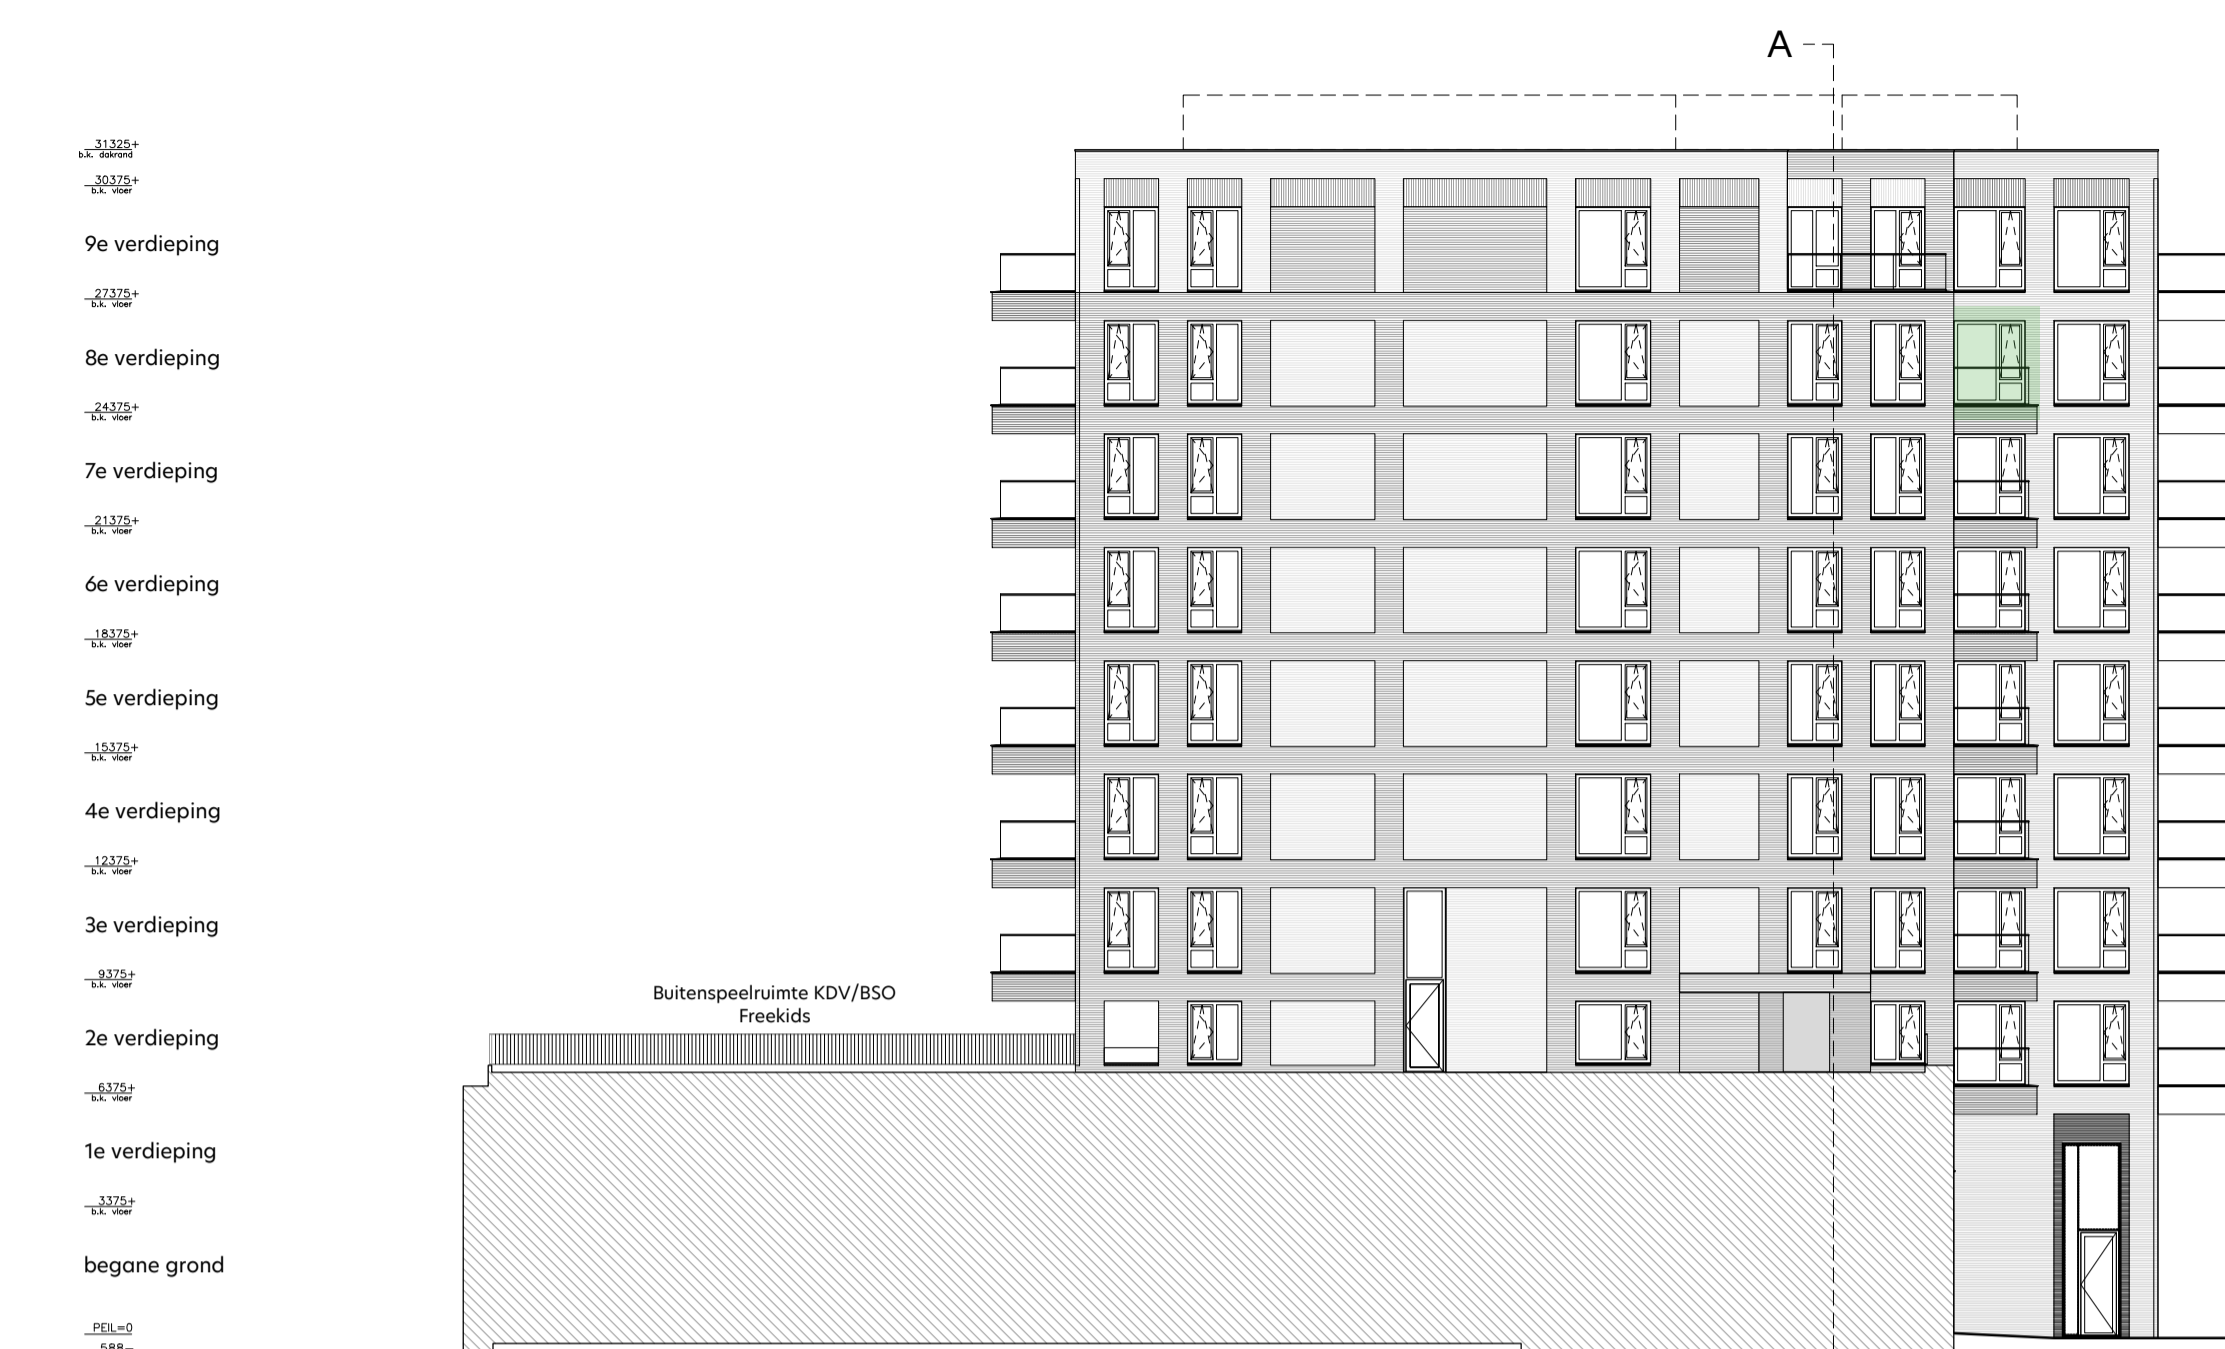 A
31325+
b.k. dakrand
30375+
b.k. vloer
9e verdieping
27375+
b.k. vloer
8e verdieping
24375+
b.k. vloer
7e verdieping
21375+
b.k. vloer
6e verdieping
18375+
b.k. vloer
5e verdieping
15375+
b.k. vloer
4e verdieping
12375+
b.k. vloer
3e verdieping
9375+
b.k. vloer
Buitenspeelruimte KDV/BSO
Freekids
2e verdieping
6375+
b.k. vloer
1e verdieping
3375+
b.k. vloer
begane grond
PEIL=0
588-